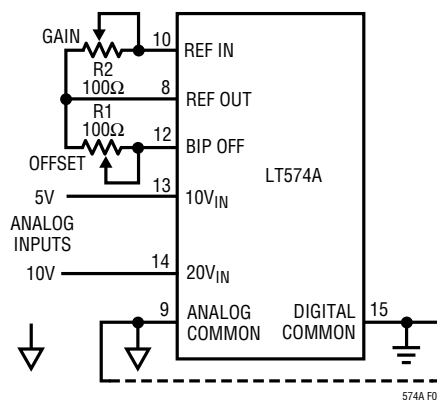 GAIN
10
REF IN
R2
100Ω
8
REF OUT
R1
100Ω
12
BIP OFF
OFFSET
LT574A
5V
13
10VIN
ANALOG
INPUTS
10V
14
20VIN
9
ANALOG
COMMON
DIGITAL
COMMON
15
574A F0